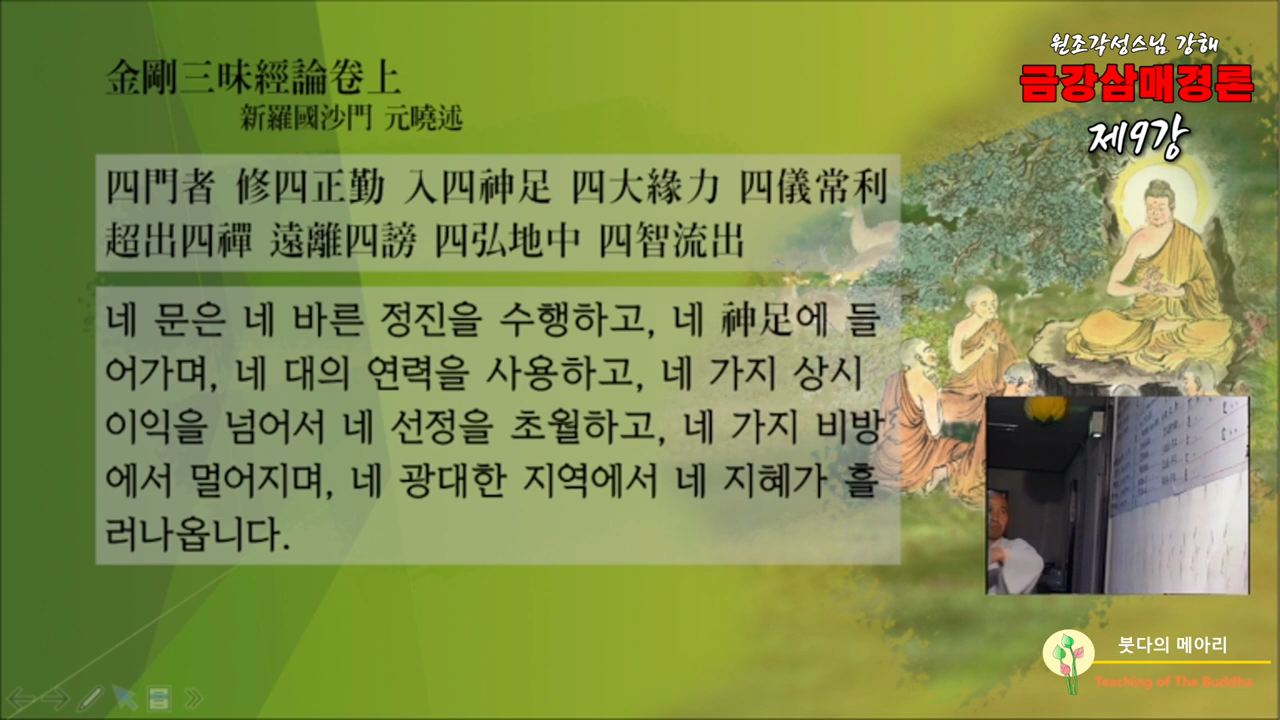 金剛三昧經論卷上
新羅國沙門 元曉述
四門者 修四正勤 入四神足 四大緣力 四儀常利
超出四禪 遠離四謗 四弘地中 四智流出
네 문은 네 바른 정진을 수행하고, 네 神足에 들
어가며, 네 대의 연력을 사용하고, 네 가지 상시
이익을 넘어서 네 선정을 초월하고, 네 가지 비방
에서 멀어지며, 네 광대한 지역에서 네 지혜가 흘
러나옵니다.
원조각성스님 강해
금강삼매경론
제9강
붓다의 메아리
Teaching of The Buddha